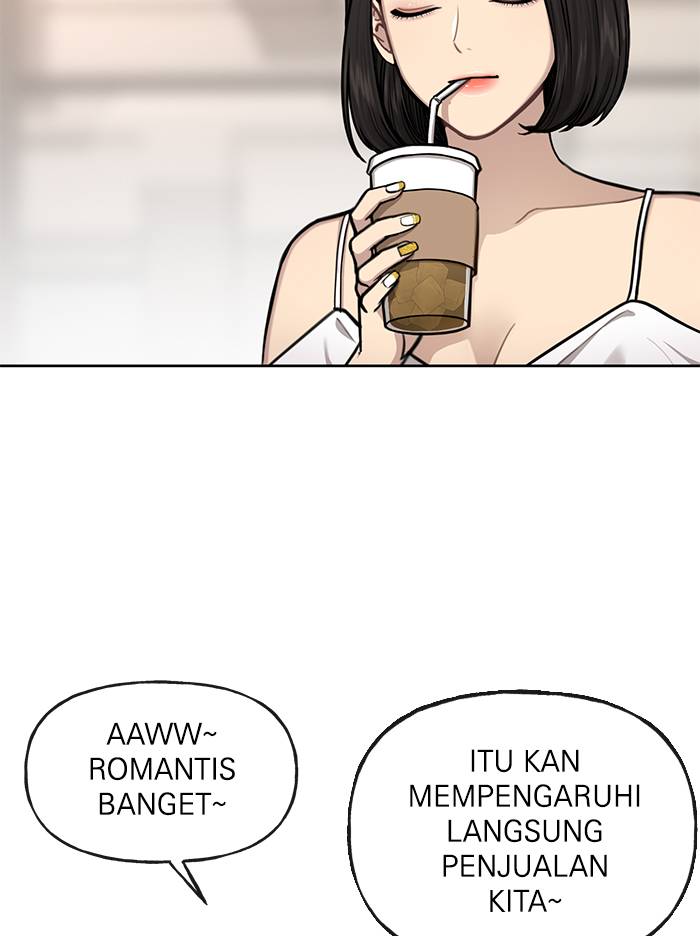 AAWW~
ROMANTIS
BANGET~
ITU KAN
MEMPENGARUHI
LANGSUNG
PENJUALAN
KITA~